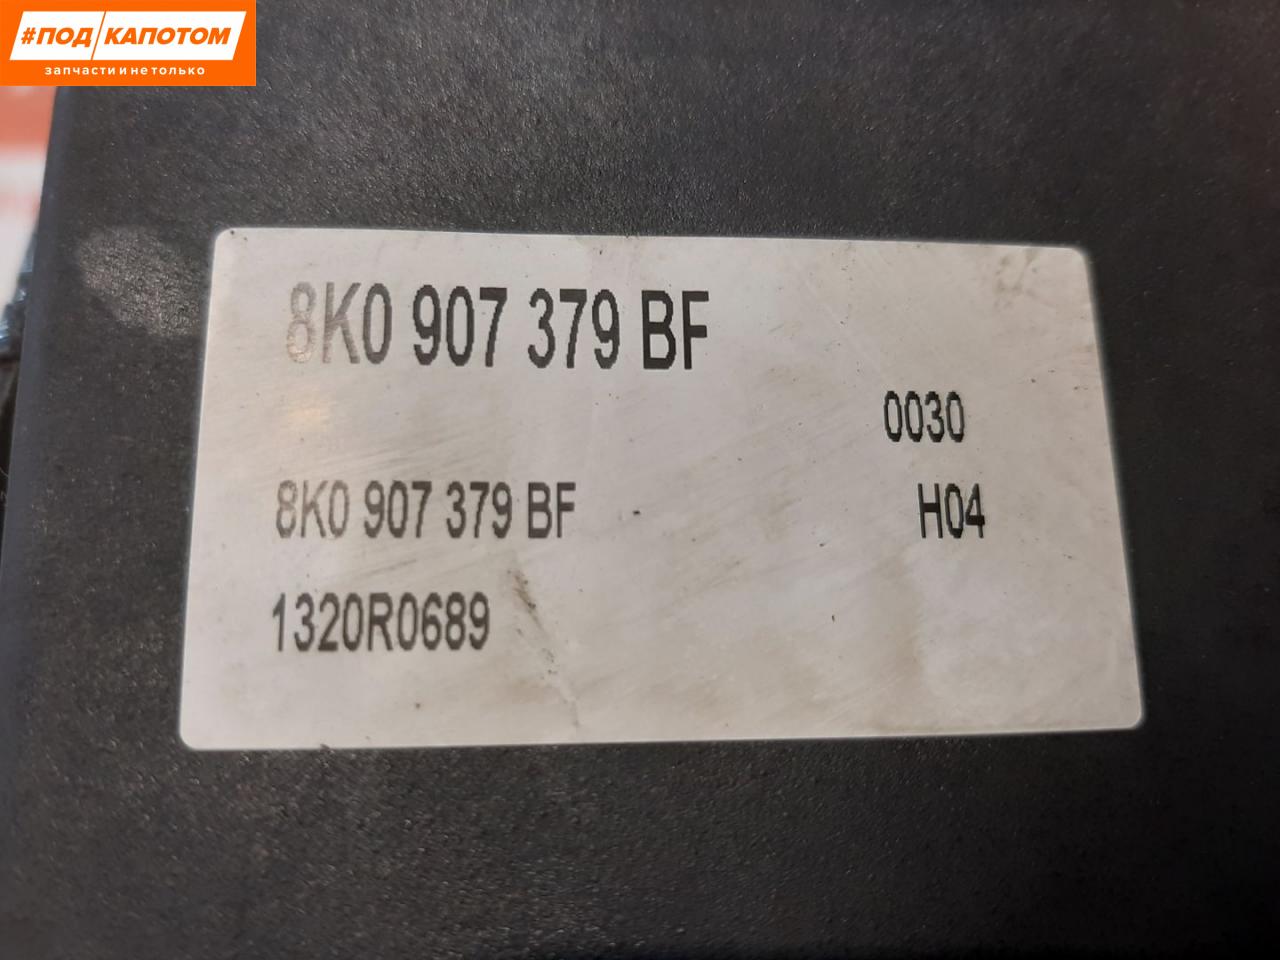 #ПОД КАПОТОМ
запчасти и не только
8K0 907 379 BF
0030
8K0 907 379 BF H04
1320R0689